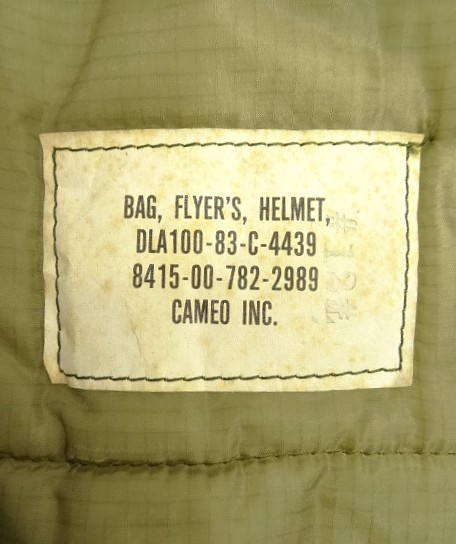 BAG, FLYER'S, HELMET,
DLA100-83-C-4439
8415-00-782-2989
CAMEO INC.